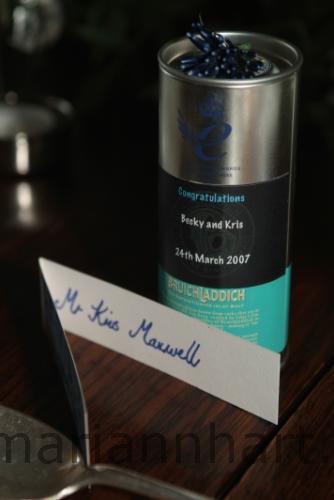 Congratulations
Becky and Kris
24th March 2007
BRUICHLADDICH
Mr Kris Maxwell
mariannhart.